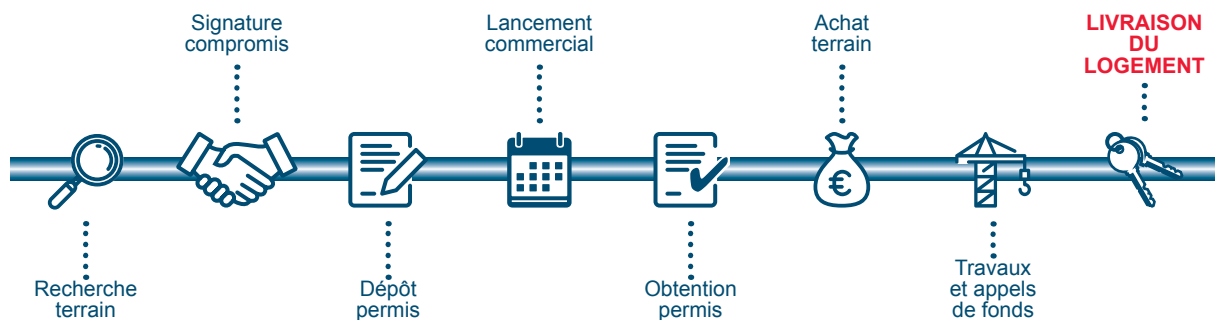 Signature
compromis
Lancement
commercial
Achat
terrain
LIVRAISON
DU
LOGEMENT
€
Recherche
terrain
Dépôt
permis
Obtention
permis
Travaux
et appels
de fonds